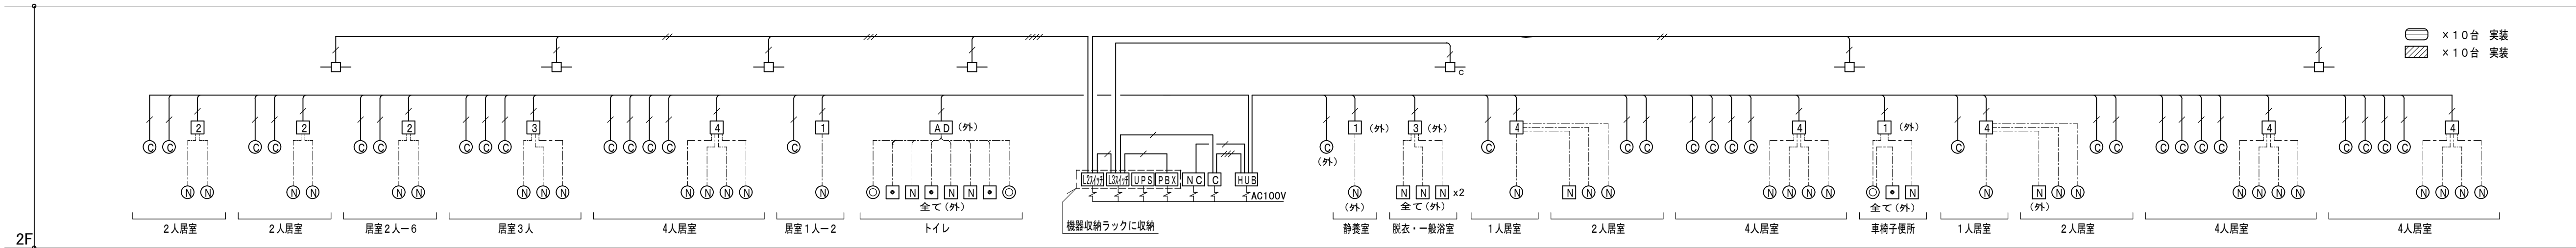 ×１０台　実装
×１０台　実装
C
2 2 2 3 4 1 AD (外) 1 (外) 3 (外) 4 4 1 (外) 4 4 4
C C C C C C C C C C C C C C C C C C C C C C C C C C C C C C C C
(外)
L2スイッチ L3スイッチ UPS PBX NC C HUB
N N N N N N N N N N N N N N N N N N N N N N x2 N N N N N N N N N N N N N N N N N N N N N
AC100V
全て(外) (外) 全て(外) 全て(外) (外)
機器収納ラックに収納
2人居室 2人居室 居室2人ー6 居室3人 4人居室 居室1人ー2 トイレ 静養室 脱衣・一般浴室 1人居室 2人居室 4人居室 車椅子便所 1人居室 2人居室 4人居室 4人居室
2F